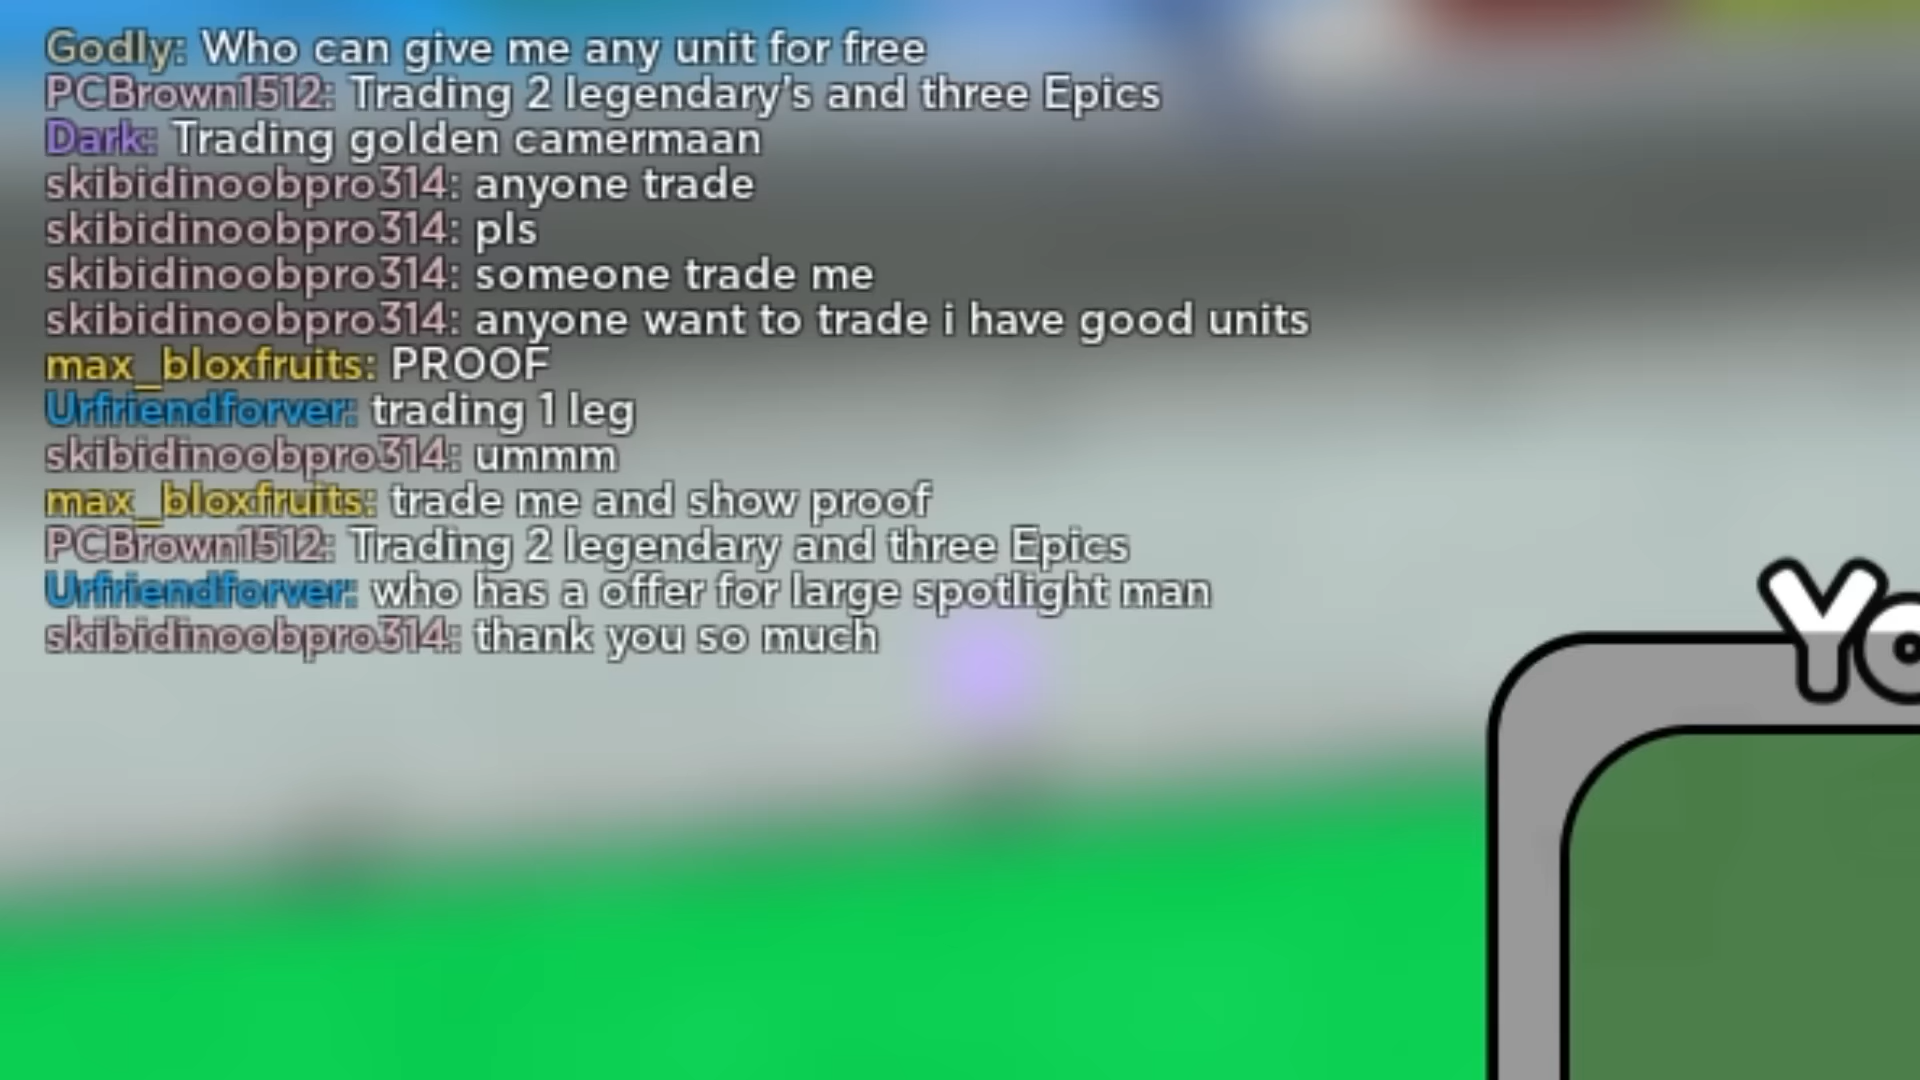 Godly: Who can give me any unit for free
PCBrown1512: Trading 2 legendary's and three Epics
Dark: Trading golden camermaan
skibidinoobpro314: anyone trade
skibidinoobpro314: pls
skibidinoobpro314: someone trade me
skibidinoobpro314: anyone want to trade i have good units
max_bloxfruits: PROOF
Urfriendforver: trading 1 leg
skibidinoobpro314: ummm
max_bloxfruits: trade me and show proof
PCBrown1512: Trading 2 legendary and three Epics
Urfriendforver: who has a offer for large spotlight man
skibidinoobpro314: thank you so much
Yo